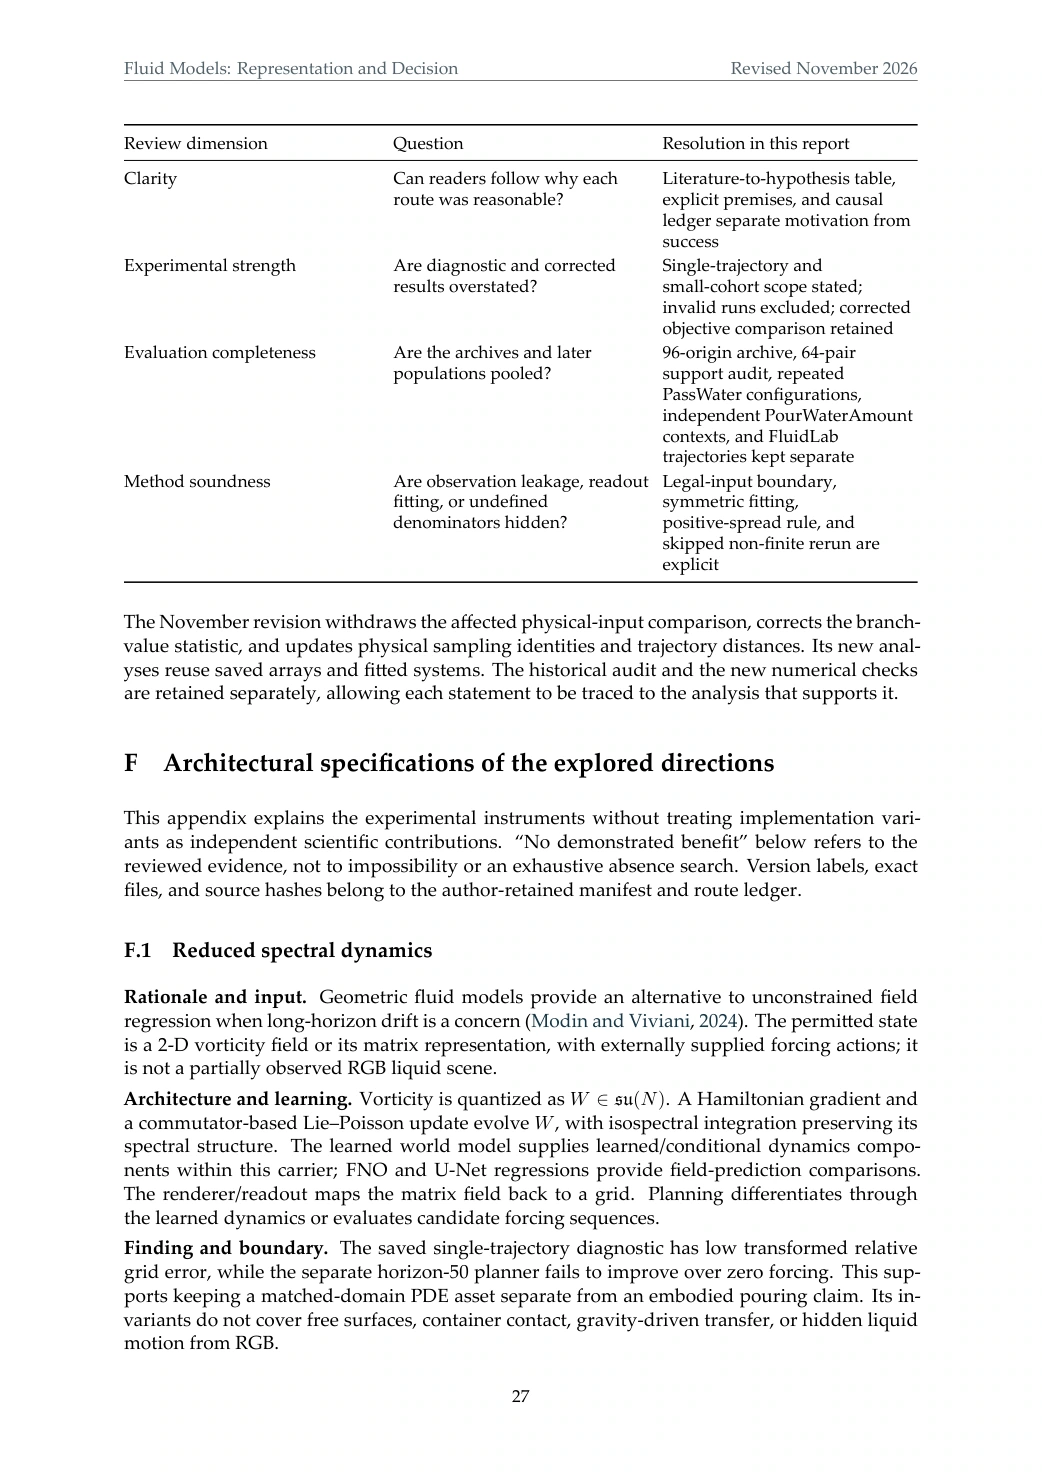 Fluid Models: Representation and Decision Revised November 2026
Review dimension Question Resolution in this report
Clarity Can readers follow why each Literature-to-hypothesis table,
route was reasonable? explicit premises, and causal
ledger separate motivation from
success
Experimental strength Are diagnostic and corrected Single-trajectory and
results overstated? small-cohort scope stated;
invalid runs excluded; corrected
objective comparison retained
Evaluation completeness Are the archives and later 96-origin archive, 64-pair
populations pooled? support audit, repeated
PassWater configurations,
independent PourWaterAmount
contexts, and FluidLab
trajectories kept separate
Method soundness Are observation leakage, readout Legal-input boundary,
fitting, or undefined symmetric fitting,
denominators hidden? positive-spread rule, and
skipped non-finite rerun are
explicit
The November revision withdraws the affected physical-input comparison, corrects the branch-
value statistic, and updates physical sampling identities and trajectory distances. Its new anal-
yses reuse saved arrays and fitted systems. The historical audit and the new numerical checks
are retained separately, allowing each statement to be traced to the analysis that supports it.
F Architectural specifications of the explored directions
This appendix explains the experimental instruments without treating implementation vari-
ants as independent scientific contributions. “No demonstrated benefit” below refers to the
reviewed evidence, not to impossibility or an exhaustive absence search. Version labels, exact
files, and source hashes belong to the author-retained manifest and route ledger.
F.1 Reduced spectral dynamics
Rationale and input. Geometric fluid models provide an alternative to unconstrained field
regression when long-horizon drift is a concern (Modin and Viviani, 2024). The permitted state
is a 2-D vorticity field or its matrix representation, with externally supplied forcing actions; it
is not a partially observed RGB liquid scene.
Architecture and learning. Vorticity is quantized as W ∈ 𝔰𝔲(N). A Hamiltonian gradient and
a commutator-based Lie–Poisson update evolve W, with isospectral integration preserving its
spectral structure. The learned world model supplies learned/conditional dynamics compo-
nents within this carrier; FNO and U-Net regressions provide field-prediction comparisons.
The renderer/readout maps the matrix field back to a grid. Planning differentiates through
the learned dynamics or evaluates candidate forcing sequences.
Finding and boundary. The saved single-trajectory diagnostic has low transformed relative
grid error, while the separate horizon-50 planner fails to improve over zero forcing. This sup-
ports keeping a matched-domain PDE asset separate from an embodied pouring claim. Its in-
variants do not cover free surfaces, container contact, gravity-driven transfer, or hidden liquid
motion from RGB.
27